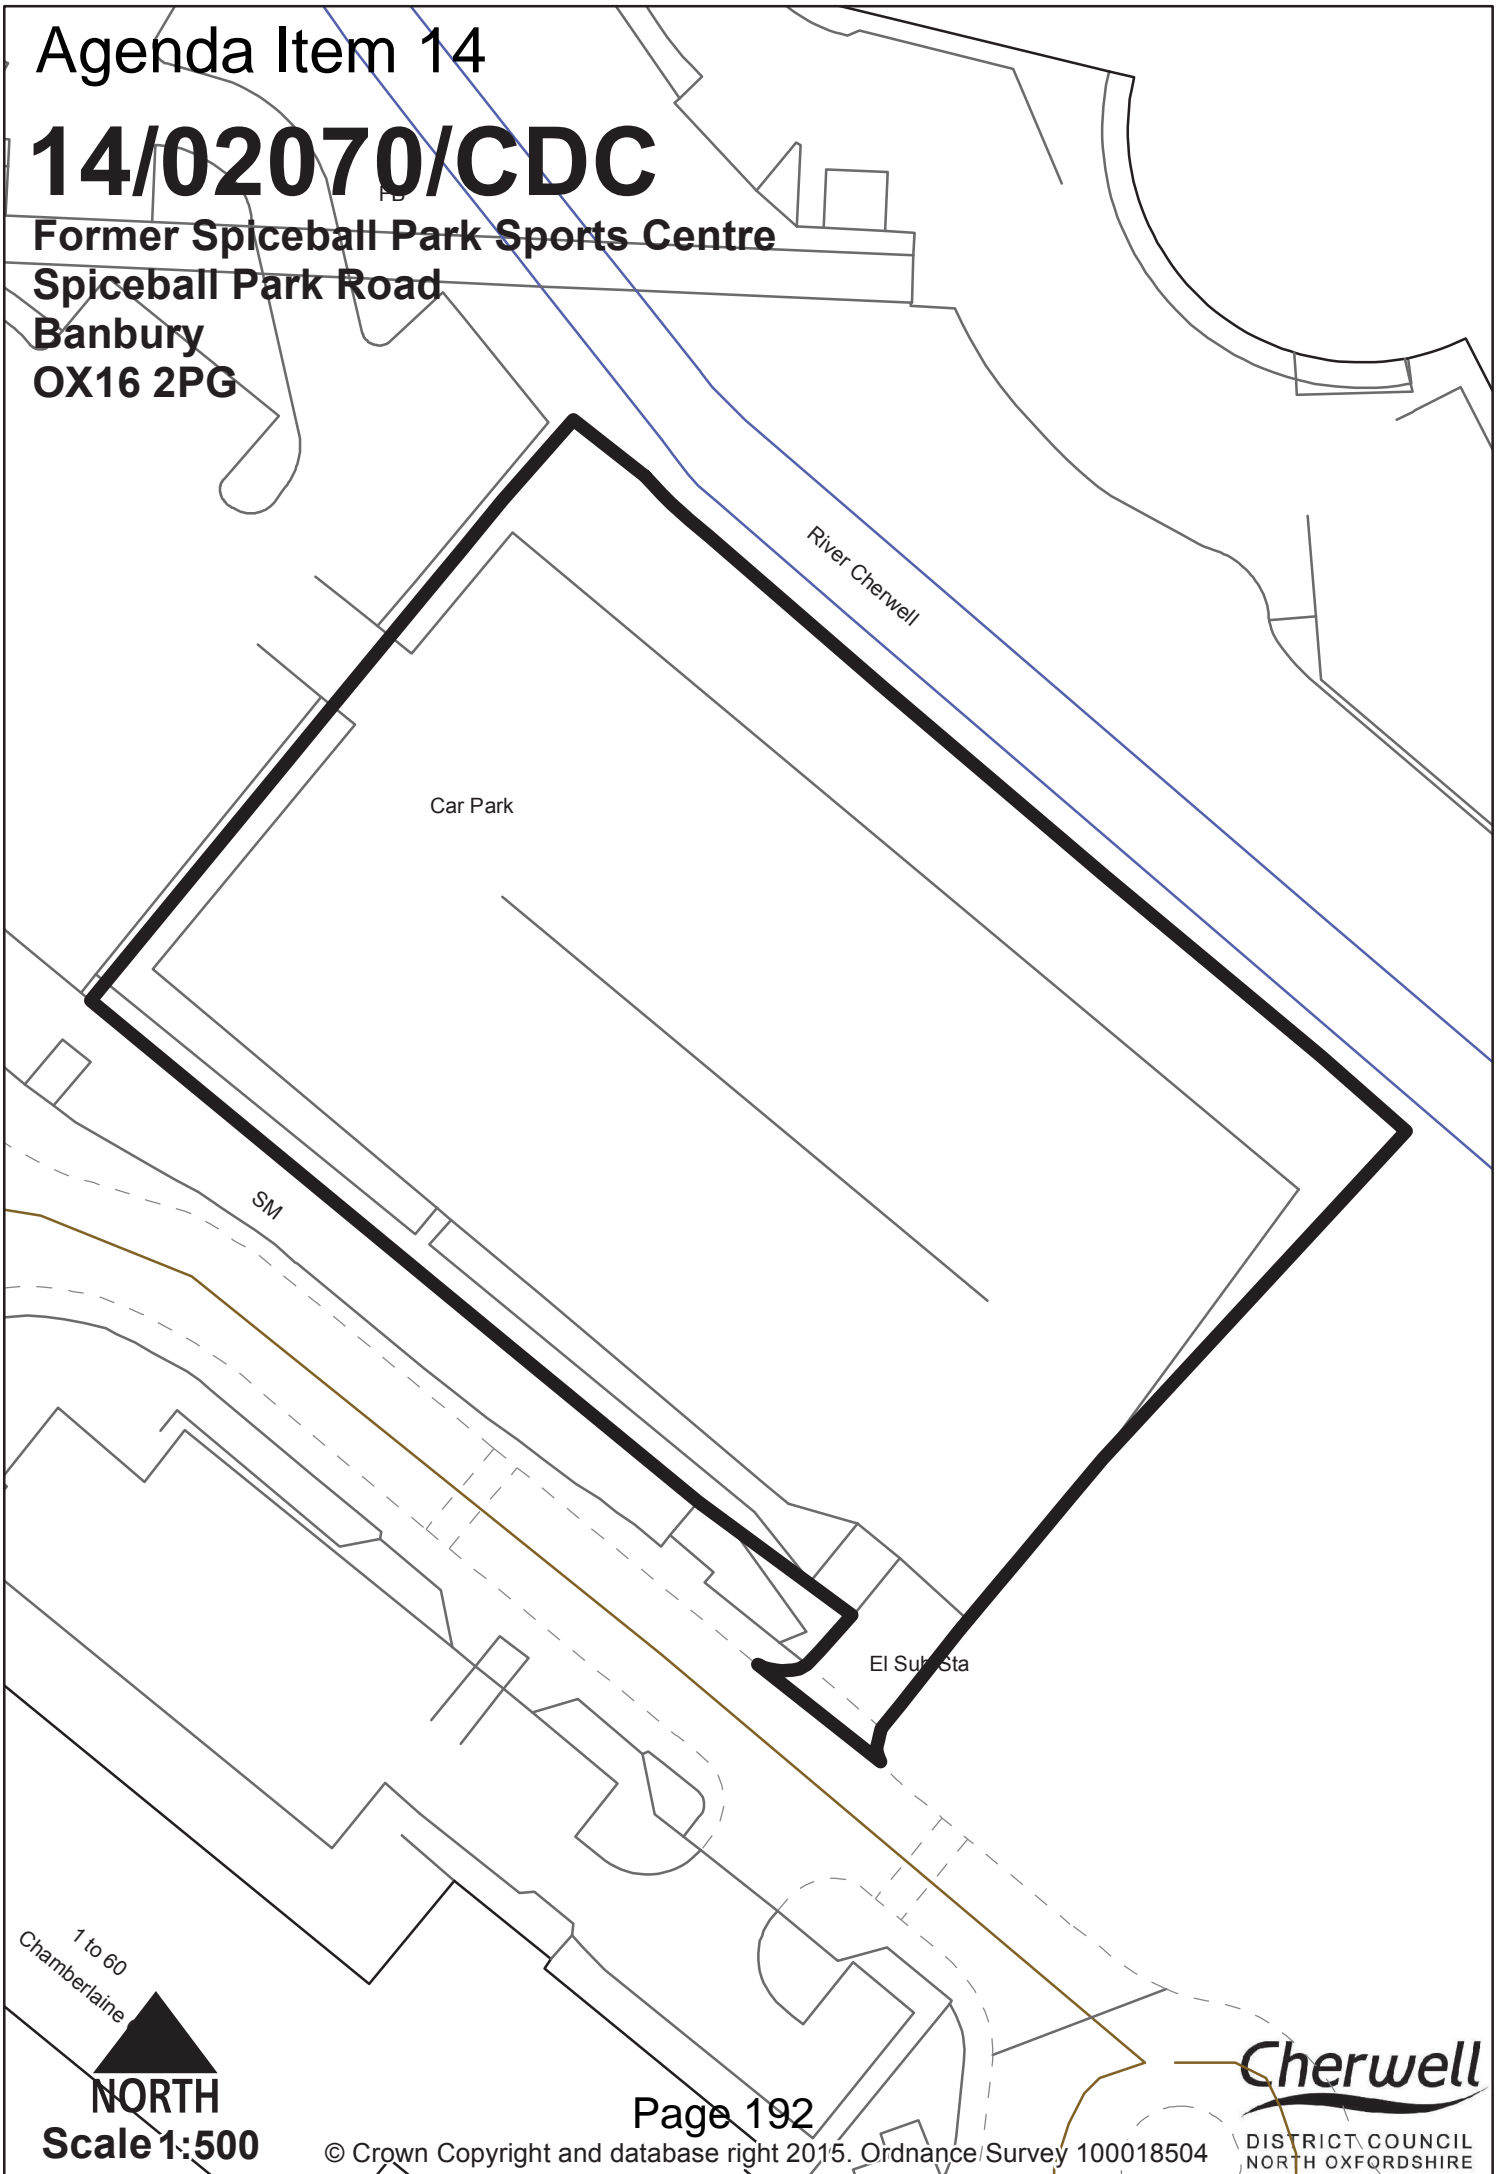 Agenda Item 14
14/02070/CDC
FB
Former Spiceball Park Sports Centre
Spiceball Park Road
Banbury
OX16 2PG
River Cherwell
Car Park
SM
El Sub Sta
1 to 60
Chamberlaine
NORTH
Scale 1:500
Page 192
© Crown Copyright and database right 2015. Ordnance Survey 100018504
Cherwell
DISTRICT COUNCIL
NORTH OXFORDSHIRE